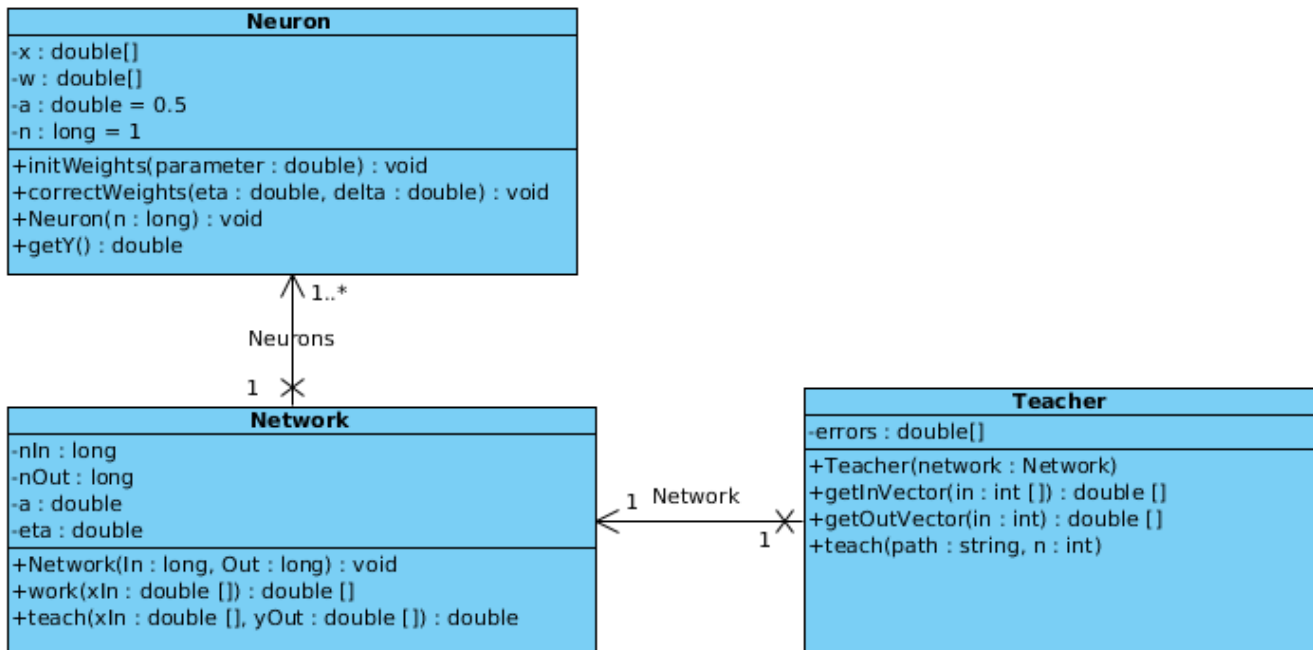 Neuron
-x : double[]
-w : double[]
-a : double = 0.5
-n : long = 1
+initWeights(parameter : double) : void
+correctWeights(eta : double, delta : double) : void
+Neuron(n : long) : void
+getY() : double
1..*
Neurons
1
Network
-nIn : long
-nOut : long
-a : double
-eta : double
+Network(In : long, Out : long) : void
+work(xIn : double []) : double []
+teach(xIn : double [], yOut : double []) : double
1
Network
1
Teacher
-errors : double[]
+Teacher(network : Network)
+getInVector(in : int []) : double []
+getOutVector(in : int) : double []
+teach(path : string, n : int)